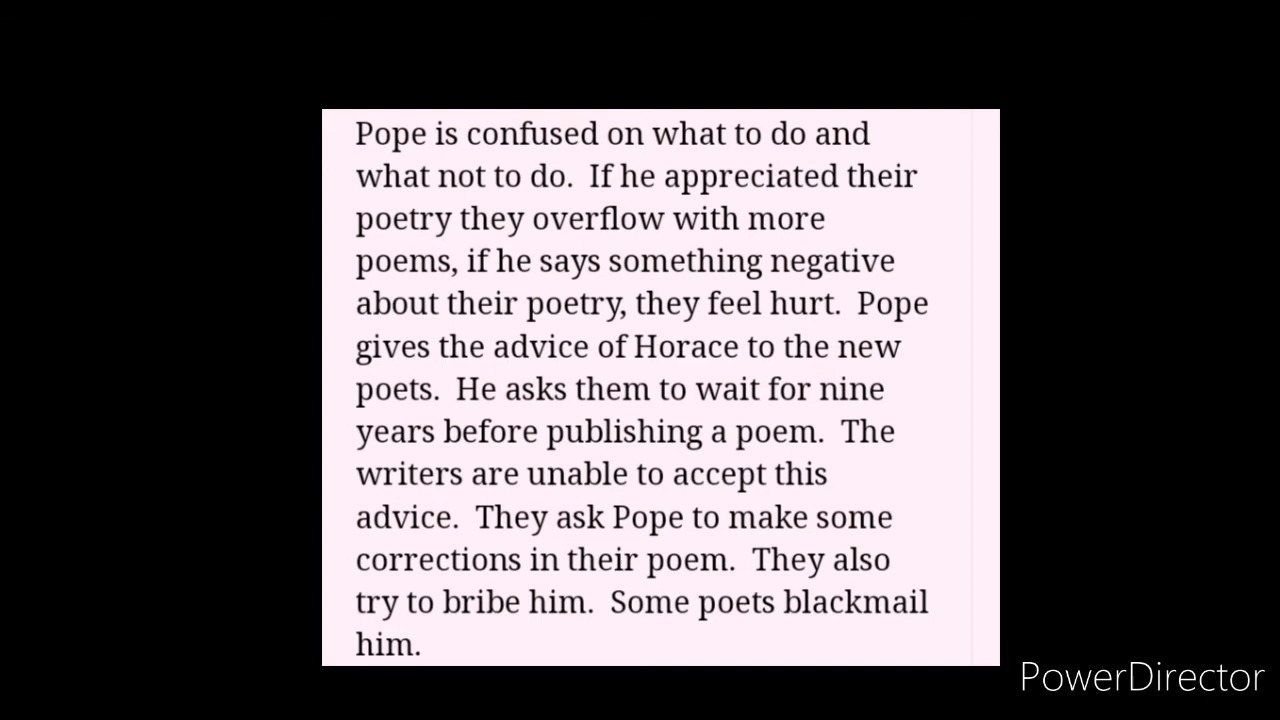 Pope is confused on what to do and
what not to do.  If he appreciated their
poetry they overflow with more
poems, if he says something negative
about their poetry, they feel hurt.  Pope
gives the advice of Horace to the new
poets.  He asks them to wait for nine
years before publishing a poem.  The
writers are unable to accept this
advice.  They ask Pope to make some
corrections in their poem.  They also
try to bribe him.  Some poets blackmail
him.
PowerDirector